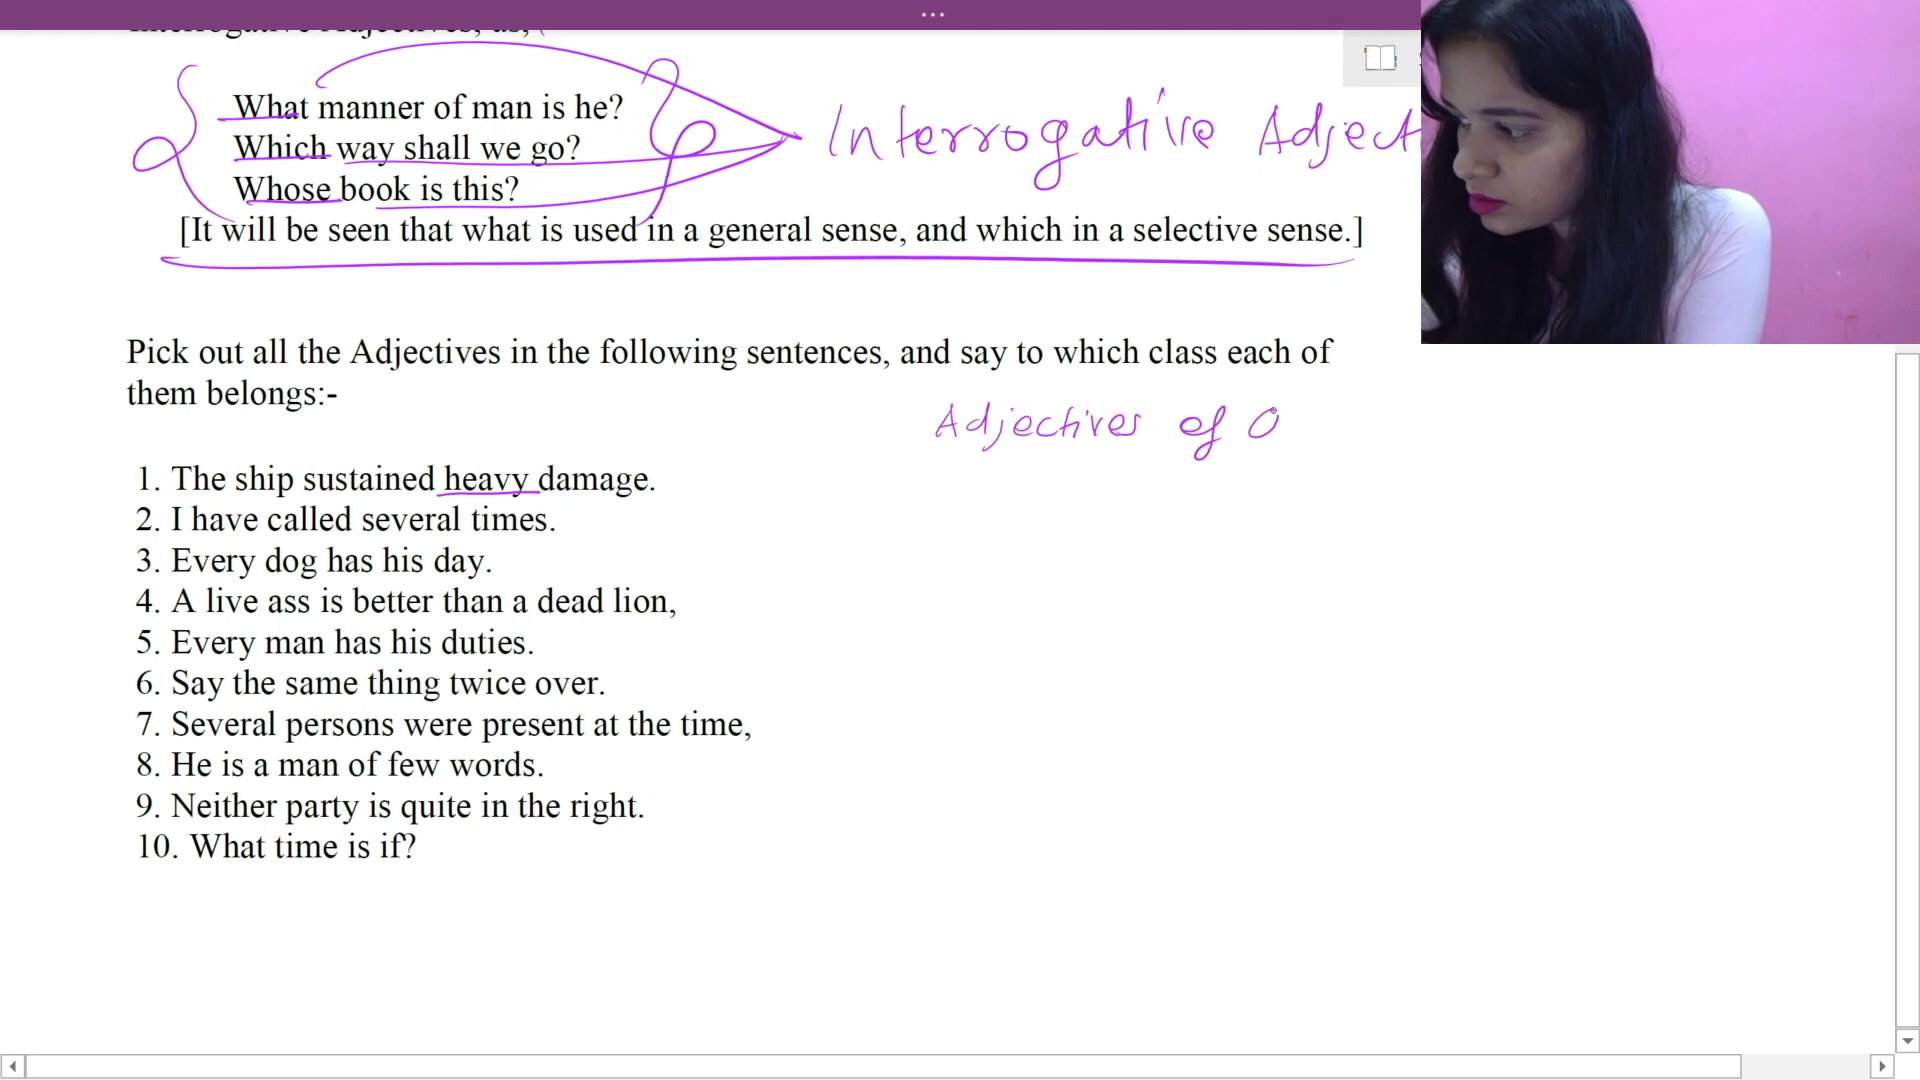 What manner of man is he?
Which way shall we go?
Whose book is this?
Interrogative Adject
[It will be seen that what is used in a general sense, and which in a selective sense.]
Pick out all the Adjectives in the following sentences, and say to which class each of
them belongs:-
Adjectives of
1. The ship sustained heavy damage.
2. I have called several times.
3. Every dog has his day.
4. A live ass is better than a dead lion,
5. Every man has his duties.
6. Say the same thing twice over.
7. Several persons were present at the time,
8. He is a man of few words.
9. Neither party is quite in the right.
10. What time is if?